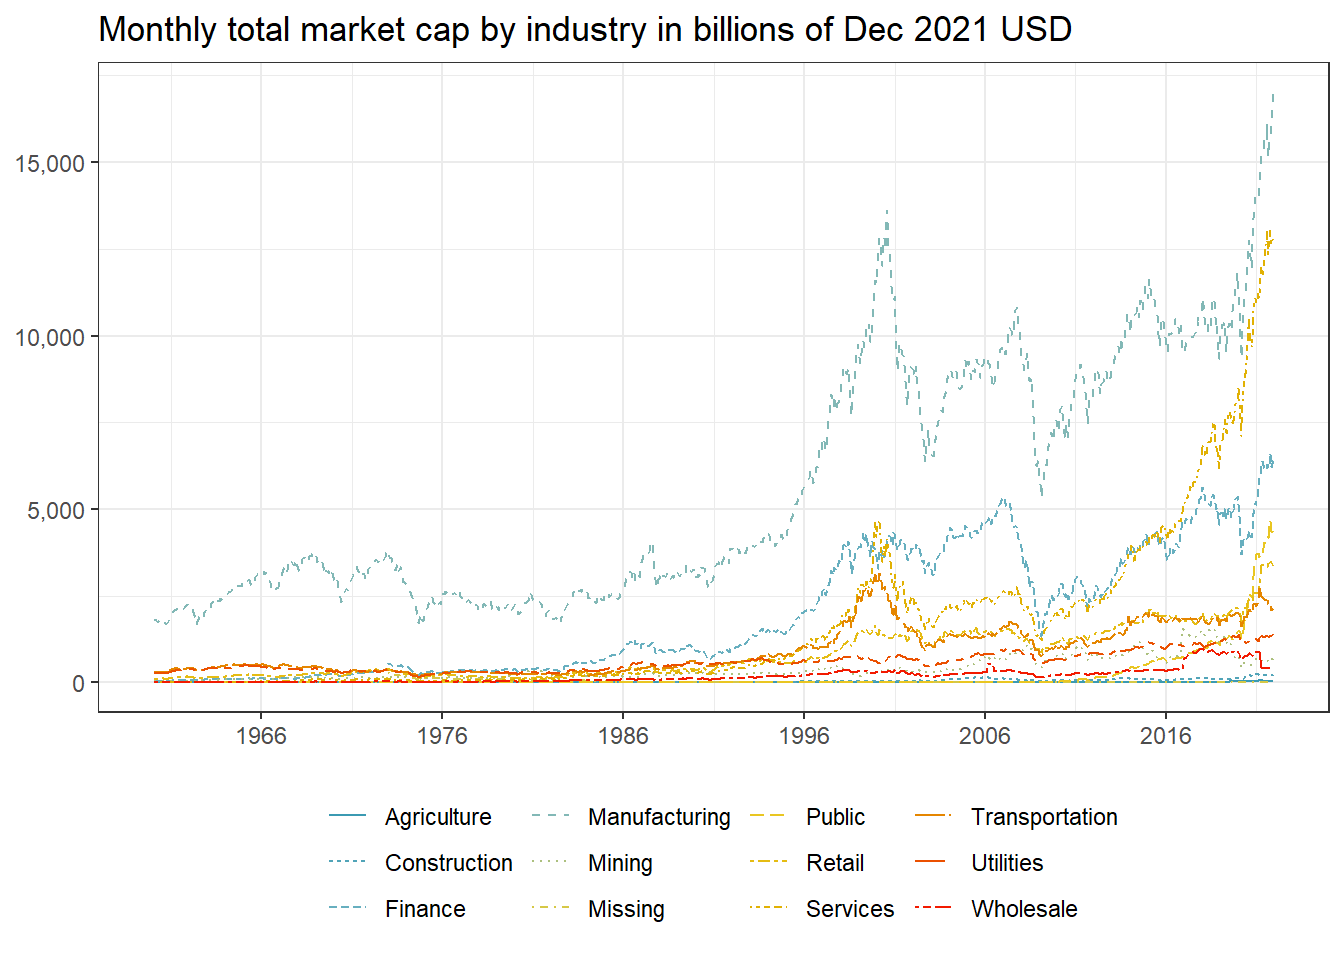 Monthly total market cap by industry in billions of Dec 2021 USD
15,000
10,000
5,000
0
1966 1976 1986 1996 2006 2016
Agriculture Manufacturing Public Transportation
Construction Mining Retail Utilities
Finance Missing Services Wholesale